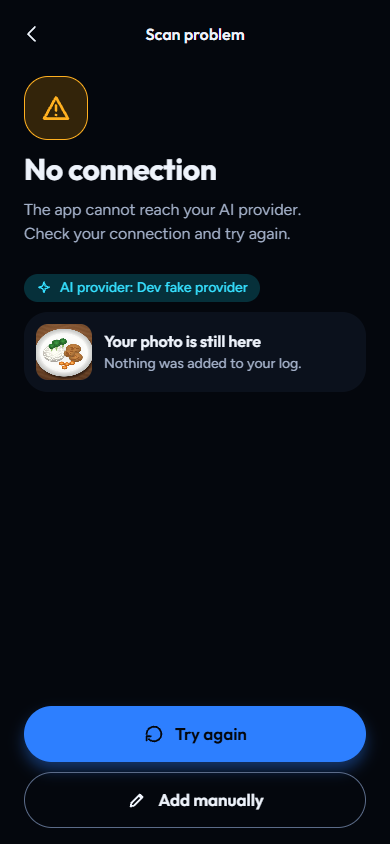 Scan problem
No connection
The app cannot reach your AI provider.
Check your connection and try again.
AI provider: Dev fake provider
Your photo is still here
Nothing was added to your log.
Try again
Add manually